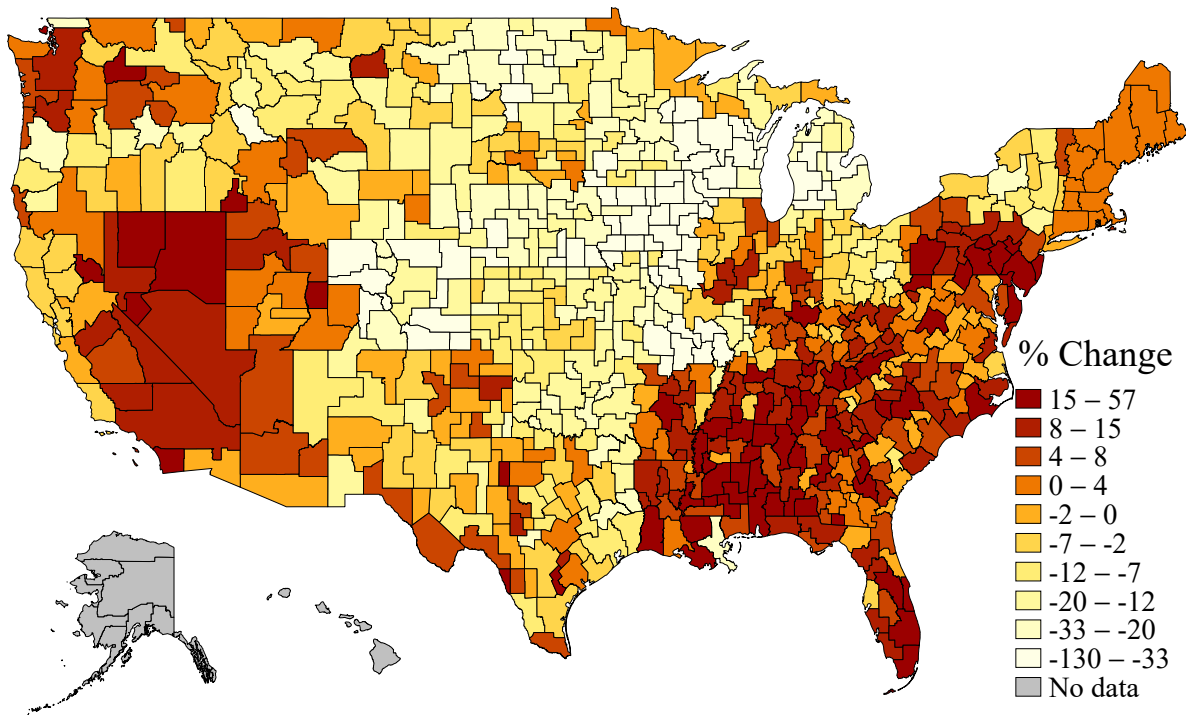 % Change
15 – 57
8 – 15
4 – 8
0 – 4
-2 – 0
-7 – -2
-12 – -7
-20 – -12
-33 – -20
-130 – -33
No data